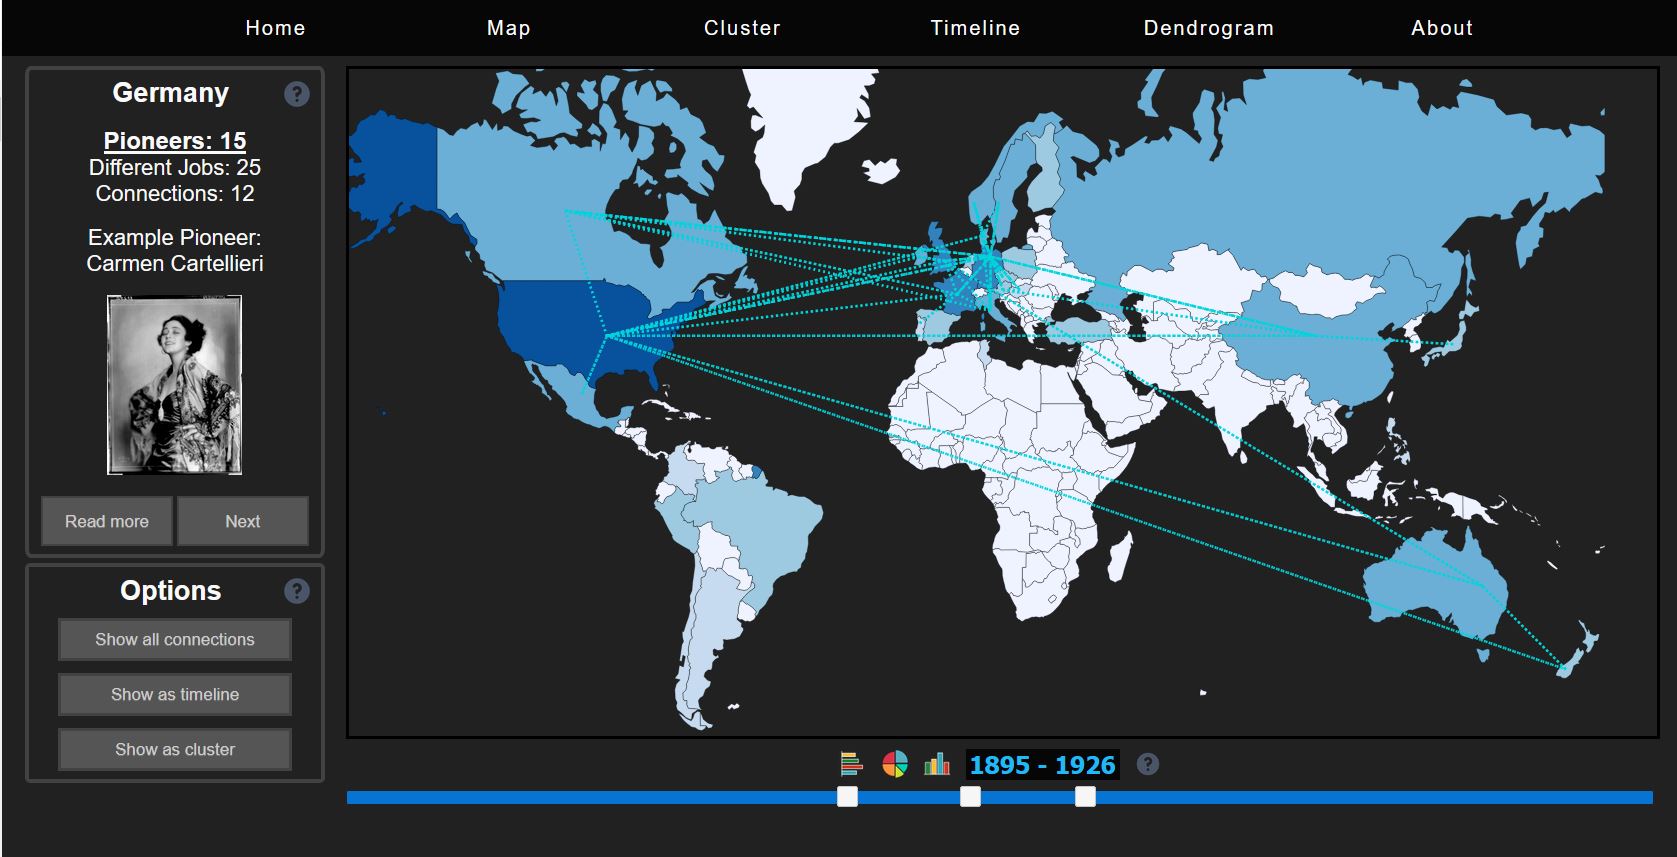 Home Map Cluster Timeline Dendrogram About
Germany ?
Pioneers: 15
Different Jobs: 25
Connections: 12
Example Pioneer:
Carmen Cartellieri
Read more Next
Options ?
Show all connections
Show as timeline
Show as cluster
1895 - 1926 ?